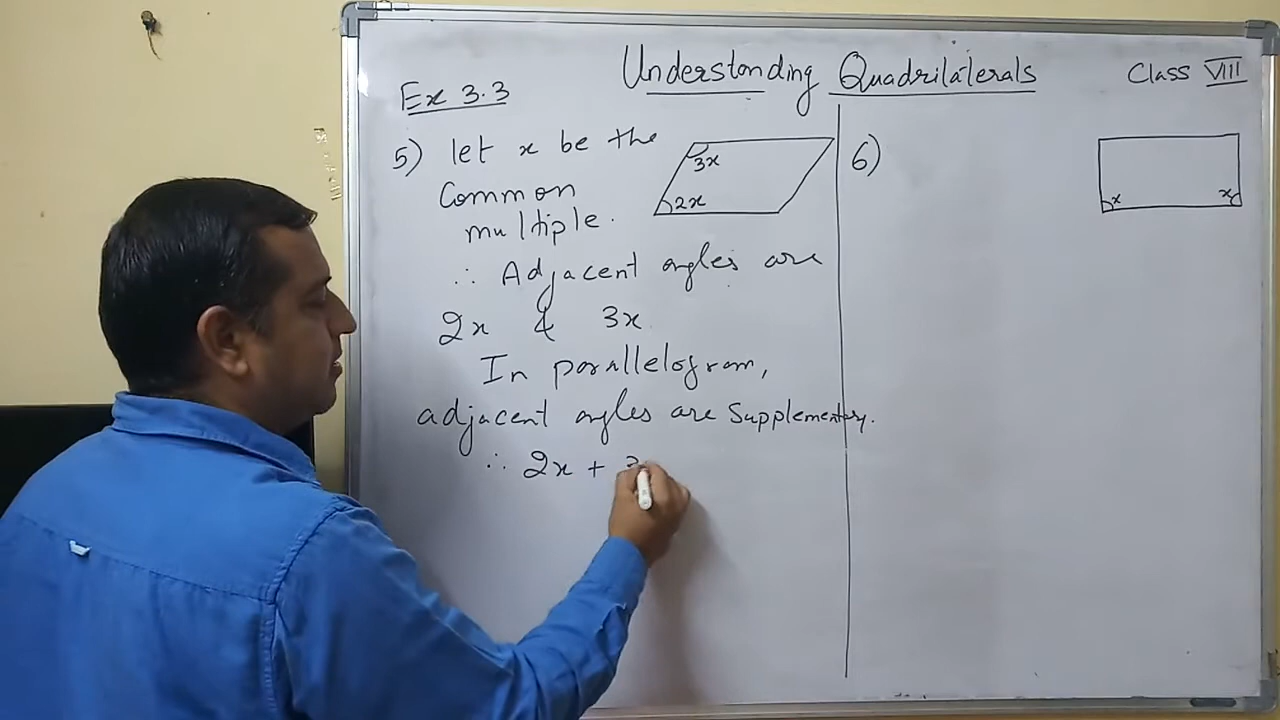 Understanding Quadrilaterals
Class VIII
Ex 3.3
5) let x be the
Common
multiple.
∴ Adjacent angles are
2x & 3x
In parallelogram,
adjacent angles are Supplementary.
∴ 2x + 3
3x
2x
6)
x
x